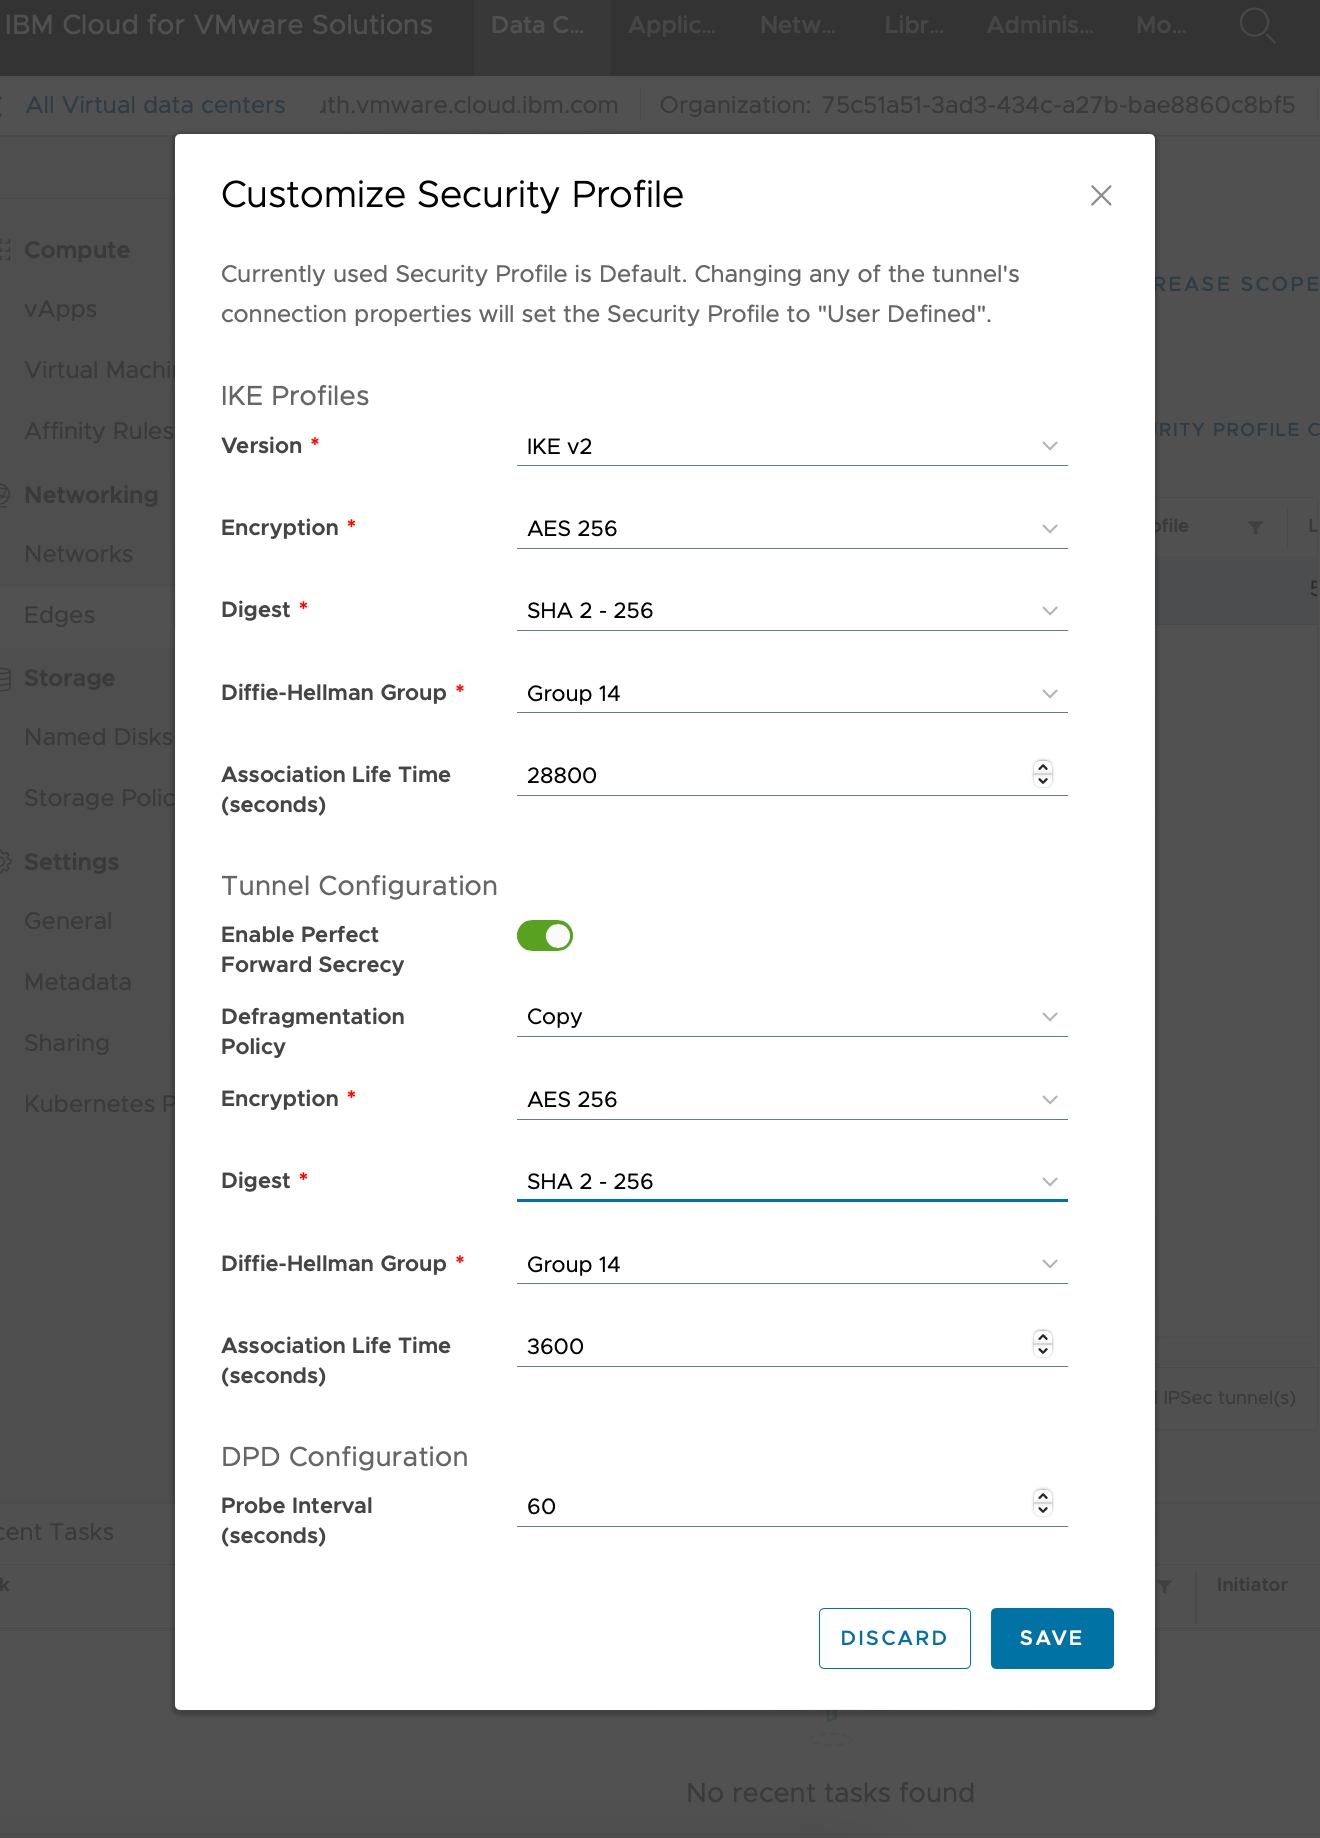 IBM Cloud for VMware Solutions
Data C...
Applic...
Netw...
Libr...
Adminis...
Mo...
All Virtual data centers
uth.vmware.cloud.ibm.com
Organization: 75c51a51-3ad3-434c-a27b-bae8860c8bf5
Compute
vApps
Virtual Machi
Affinity Rules
Networking
Networks
Edges
Storage
Named Disks
Storage Polic
Settings
General
Metadata
Sharing
Kubernetes P
Customize Security Profile
Currently used Security Profile is Default. Changing any of the tunnel's
connection properties will set the Security Profile to "User Defined".
IKE Profiles
Version * IKE v2
Encryption * AES 256
Digest * SHA 2 - 256
Diffie-Hellman Group * Group 14
Association Life Time
(seconds)
28800
Tunnel Configuration
Enable Perfect
Forward Secrecy
Defragmentation
Policy
Copy
Encryption * AES 256
Digest * SHA 2 - 256
Diffie-Hellman Group * Group 14
Association Life Time
(seconds)
3600
DPD Configuration
Probe Interval
(seconds)
60
DISCARD
SAVE
REASE SCOPE
RITY PROFILE C
ofile
L
5
IPSec tunnel(s)
cent Tasks
k
Initiator
No recent tasks found